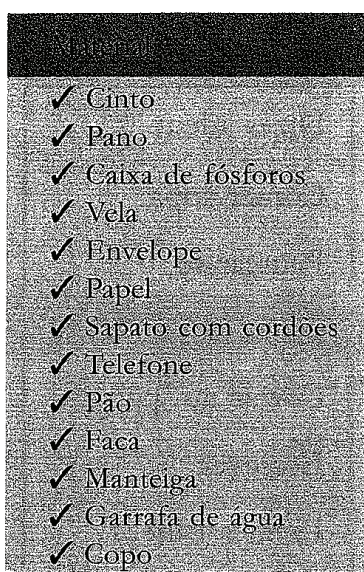 Material
✓ Cinto
✓ Pano
✓ Caixa de fósforos
✓ Vela
✓ Envelope
✓ Papel
✓ Sapato com cordões
✓ Telefone
✓ Pão
✓ Faca
✓ Manteiga
✓ Garrafa de água
✓ Copo